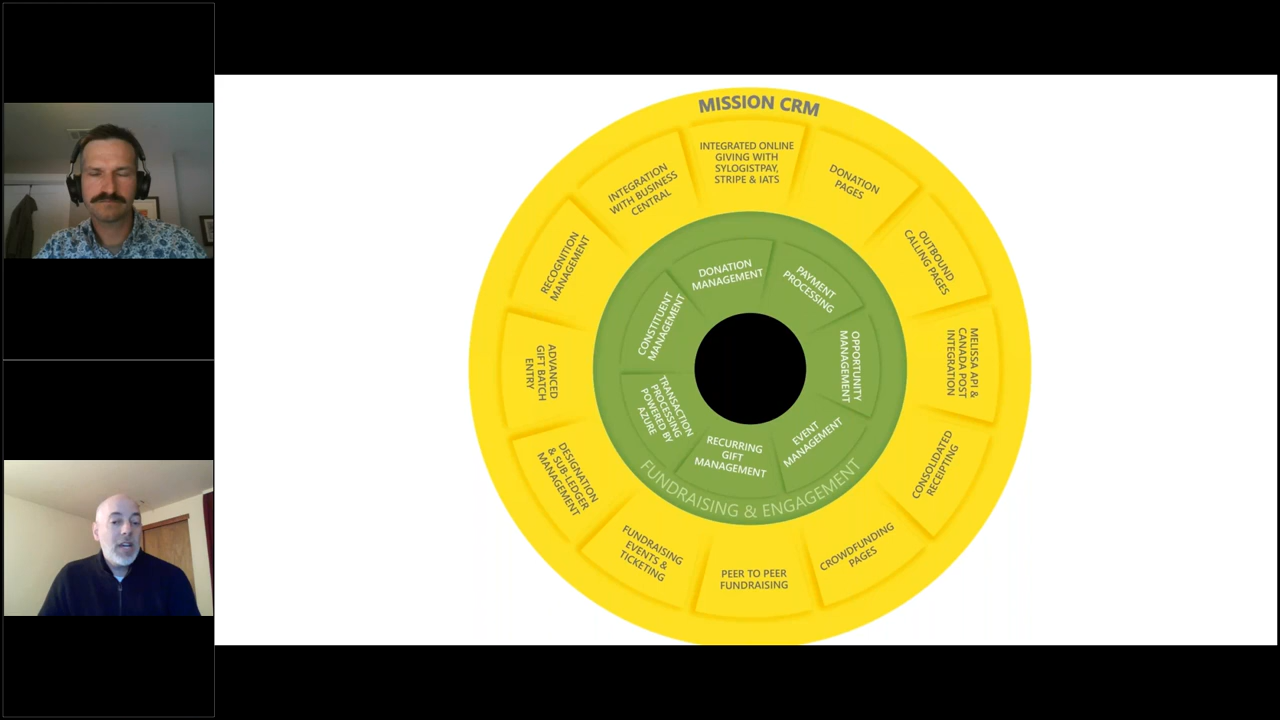 MISSION CRM
INTEGRATED ONLINE
GIVING WITH
SYLOGISTPAY,
STRIPE & IATS
DONATION
PAGES
OUTBOUND
CALLING PAGES
MELISSA API &
CANADA POST
INTEGRATION
CONSOLIDATED
RECEIPTING
CROWDFUNDING
PAGES
PEER TO PEER
FUNDRAISING
FUNDRAISING
EVENTS &
TICKETING
DESIGNATION
& SUB-LEDGER
MANAGEMENT
ADVANCED
GIFT BATCH
ENTRY
RECOGNITION
MANAGEMENT
INTEGRATION
WITH BUSINESS
CENTRAL
DONATION
MANAGEMENT
PAYMENT
PROCESSING
OPPORTUNITY
MANAGEMENT
EVENT
MANAGEMENT
RECURRING
GIFT
MANAGEMENT
TRANSACTION
PROCESSING
POWERED BY
AZURE
CONSTITUENT
MANAGEMENT
FUNDRAISING & ENGAGEMENT